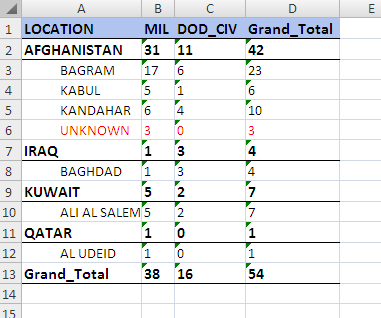 A B C D E
1 LOCATION MIL DOD_CIV Grand_Total
2 AFGHANISTAN 31 11 42
3 BAGRAM 17 6 23
4 KABUL 5 1 6
5 KANDAHAR 6 4 10
6 UNKNOWN 3 0 3
7 IRAQ 1 3 4
8 BAGHDAD 1 3 4
9 KUWAIT 5 2 7
10 ALI AL SALEM 5 2 7
11 QATAR 1 0 1
12 AL UDEID 1 0 1
13 Grand_Total 38 16 54
14
15